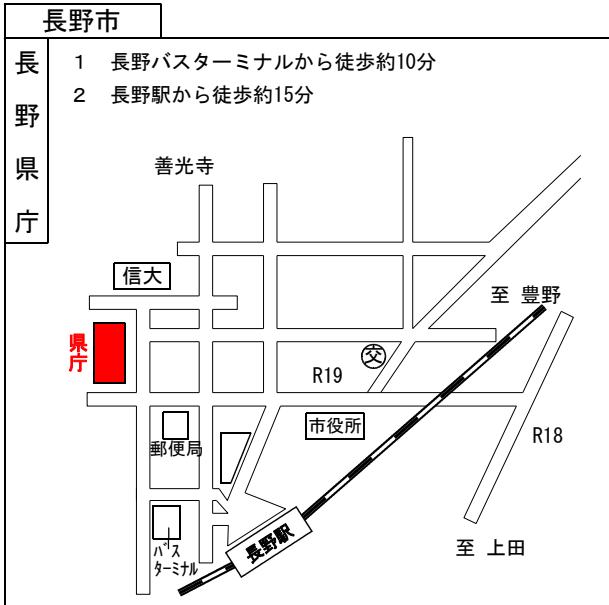 長野市
長野県庁
1 長野バスターミナルから徒歩約10分
2 長野駅から徒歩約15分
善光寺
信大
至 豊野
県庁
交
R19
市役所
郵便局
R18
バス
ターミナル
長野駅
至 上田